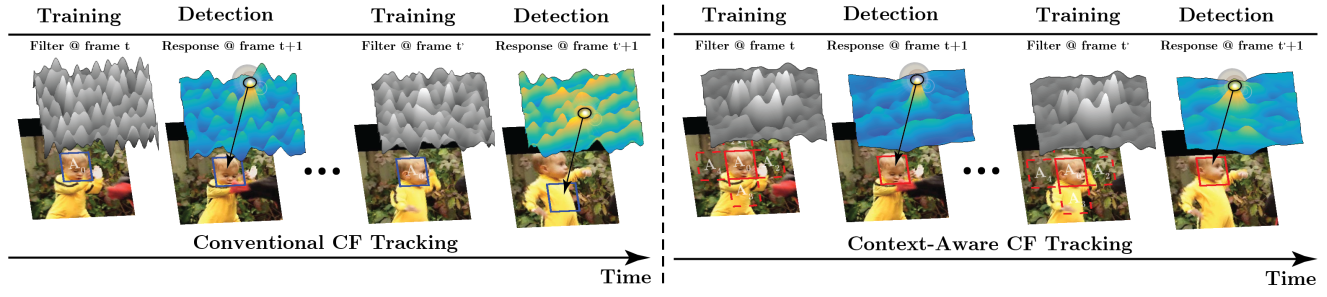 Training Detection Training Detection
Filter @ frame t Response @ frame t+1 Filter @ frame t' Response @ frame t'+1
Conventional CF Tracking
Time
Training Detection Training Detection
Filter @ frame t Response @ frame t+1 Filter @ frame t' Response @ frame t'+1
Context-Aware CF Tracking
Time